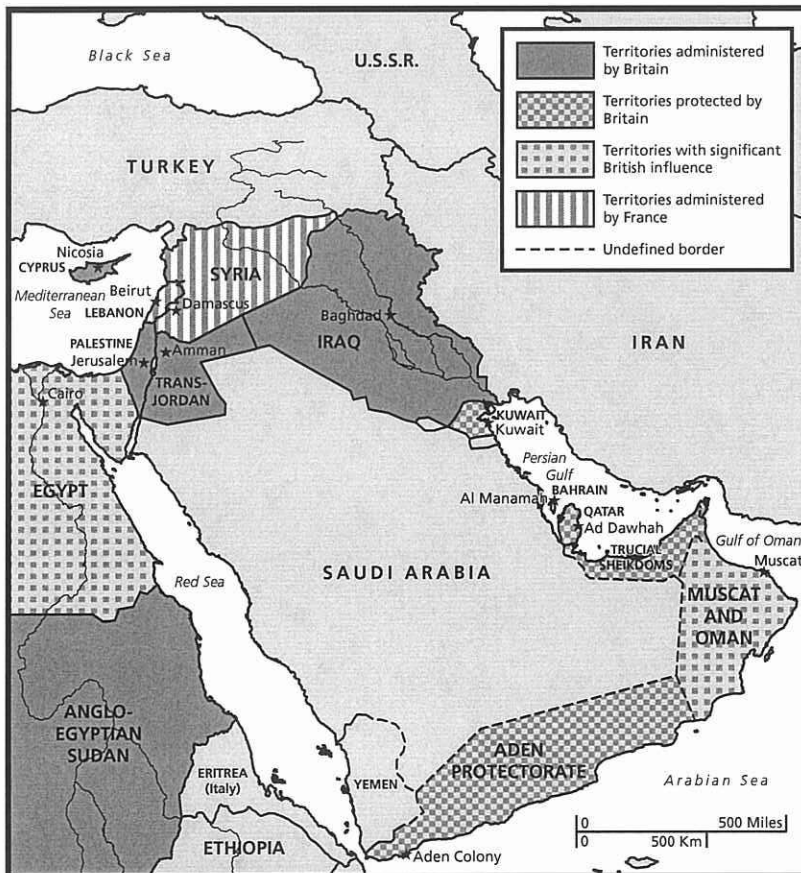 Black Sea
U.S.S.R.
Territories administered
by Britain
Territories protected by
Britain
Territories with significant
British influence
Territories administered
by France
Undefined border
TURKEY
Nicosia
CYPRUS
Mediterranean
Sea
Beirut
LEBANON
SYRIA
Damascus
PALESTINE
Jerusalem
Amman
TRANS-
JORDAN
Baghdad
IRAQ
IRAN
Cairo
EGYPT
KUWAIT
Kuwait
Persian
Gulf
Al Manamah
BAHRAIN
QATAR
Ad Dawhah
TRUCIAL
SHEIKDOMS
Gulf of Oman
Muscat
MUSCAT
AND
OMAN
Red Sea
SAUDI ARABIA
ANGLO-
EGYPTIAN
SUDAN
ERITREA
(Italy)
YEMEN
ADEN
PROTECTORATE
Arabian Sea
ETHIOPIA
Aden Colony
0 500 Miles
0 500 Km